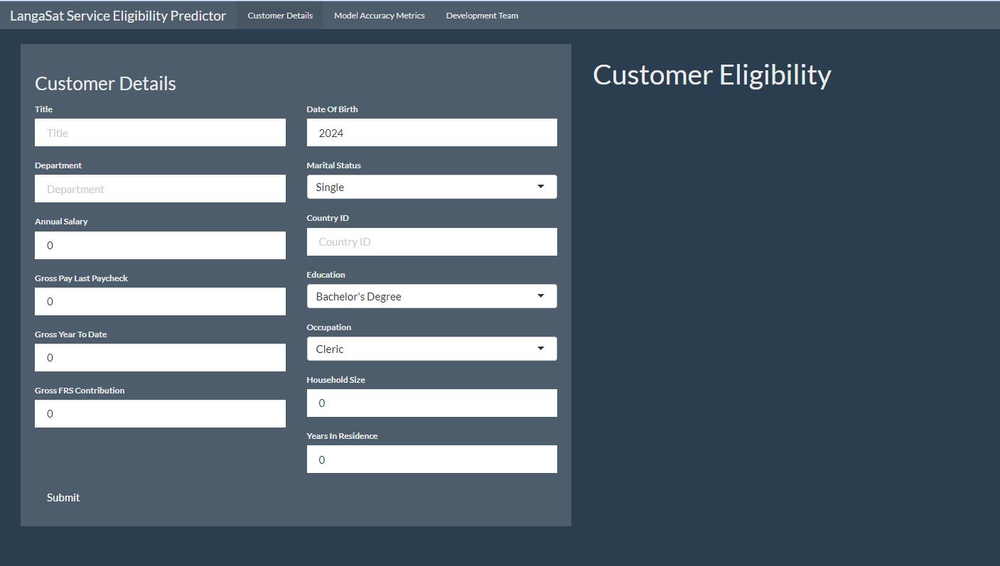 LangaSat Service Eligibility Predictor
Customer Details
Model Accuracy Metrics
Development Team
Customer Details
Title
Title
Department
Department
Annual Salary
0
Gross Pay Last Paycheck
0
Gross Year To Date
0
Gross FRS Contribution
0
Date Of Birth
2024
Marital Status
Single
Country ID
Country ID
Education
Bachelor's Degree
Occupation
Cleric
Household Size
0
Years In Residence
0
Submit
Customer Eligibility